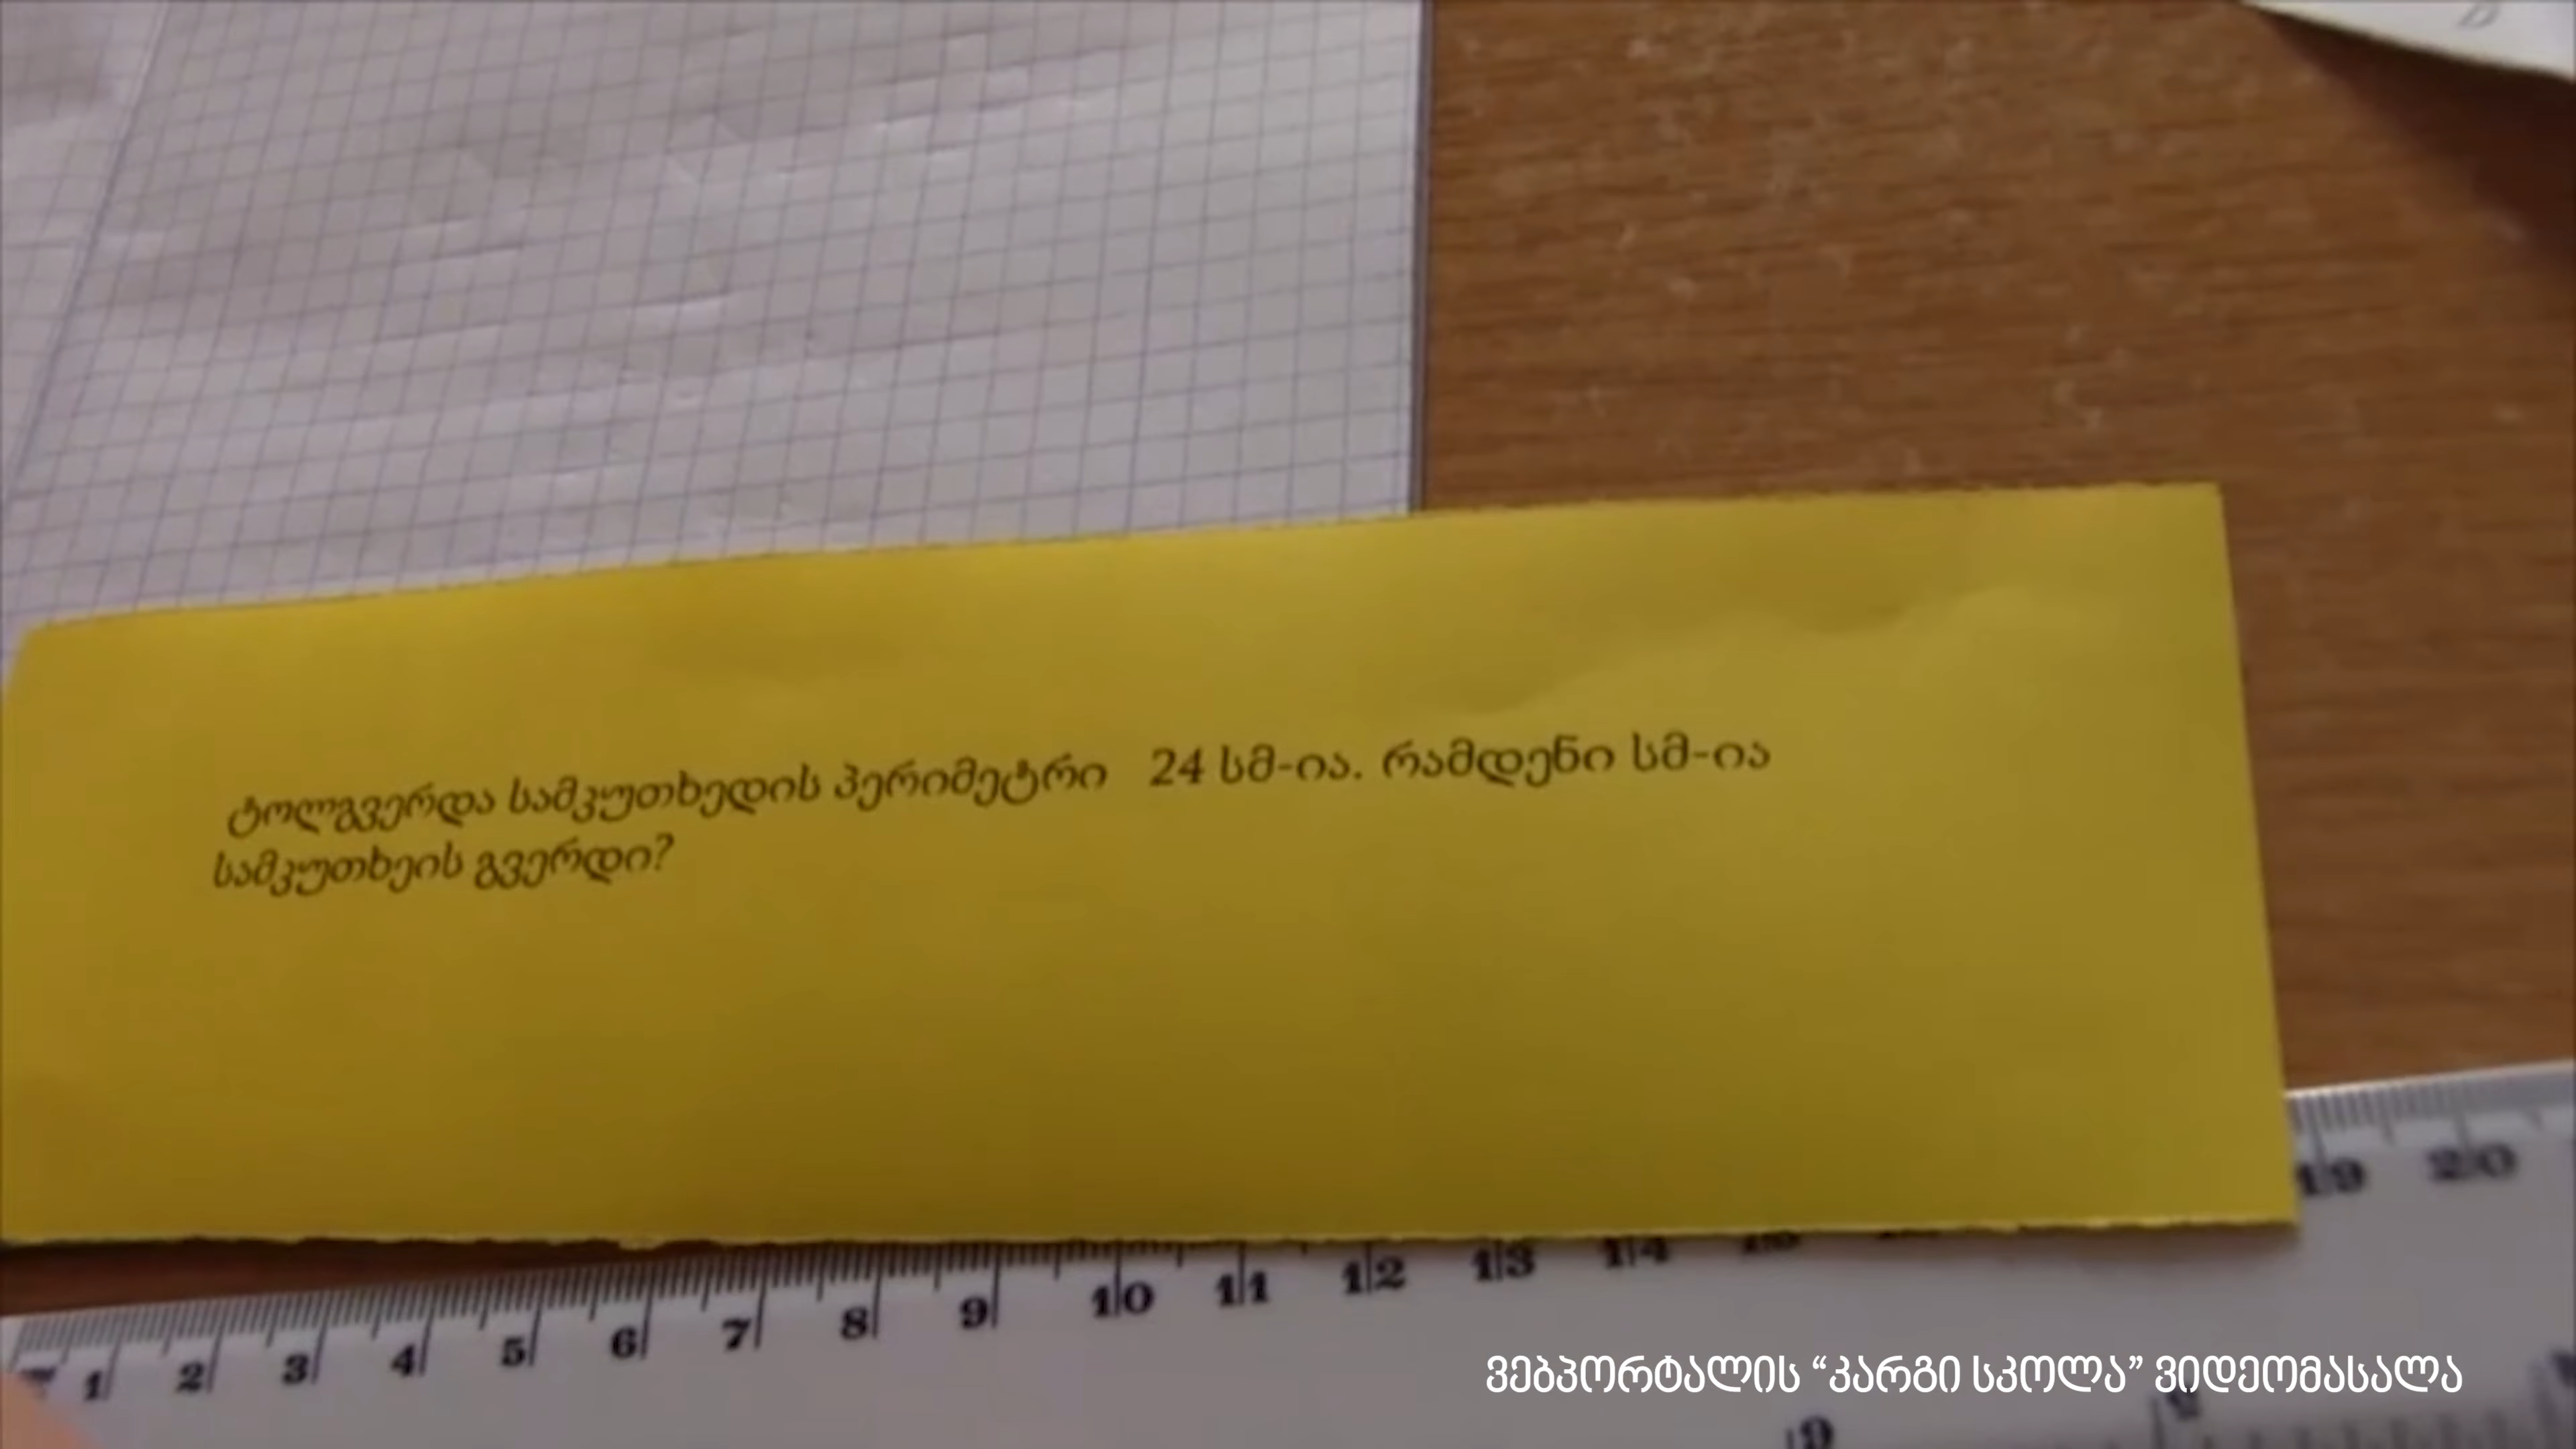 ტოლგვერდა სამკუთხედის პერიმეტრი 24 სმ-ია. რამდენი სმ-ია
სამკუთხეის გვერდი?
19 20
1 2 3 4 5 6 7 8 9 10 11 12 13 14
ვებპორტალის “კარგი სკოლა” ვიდეომასალა